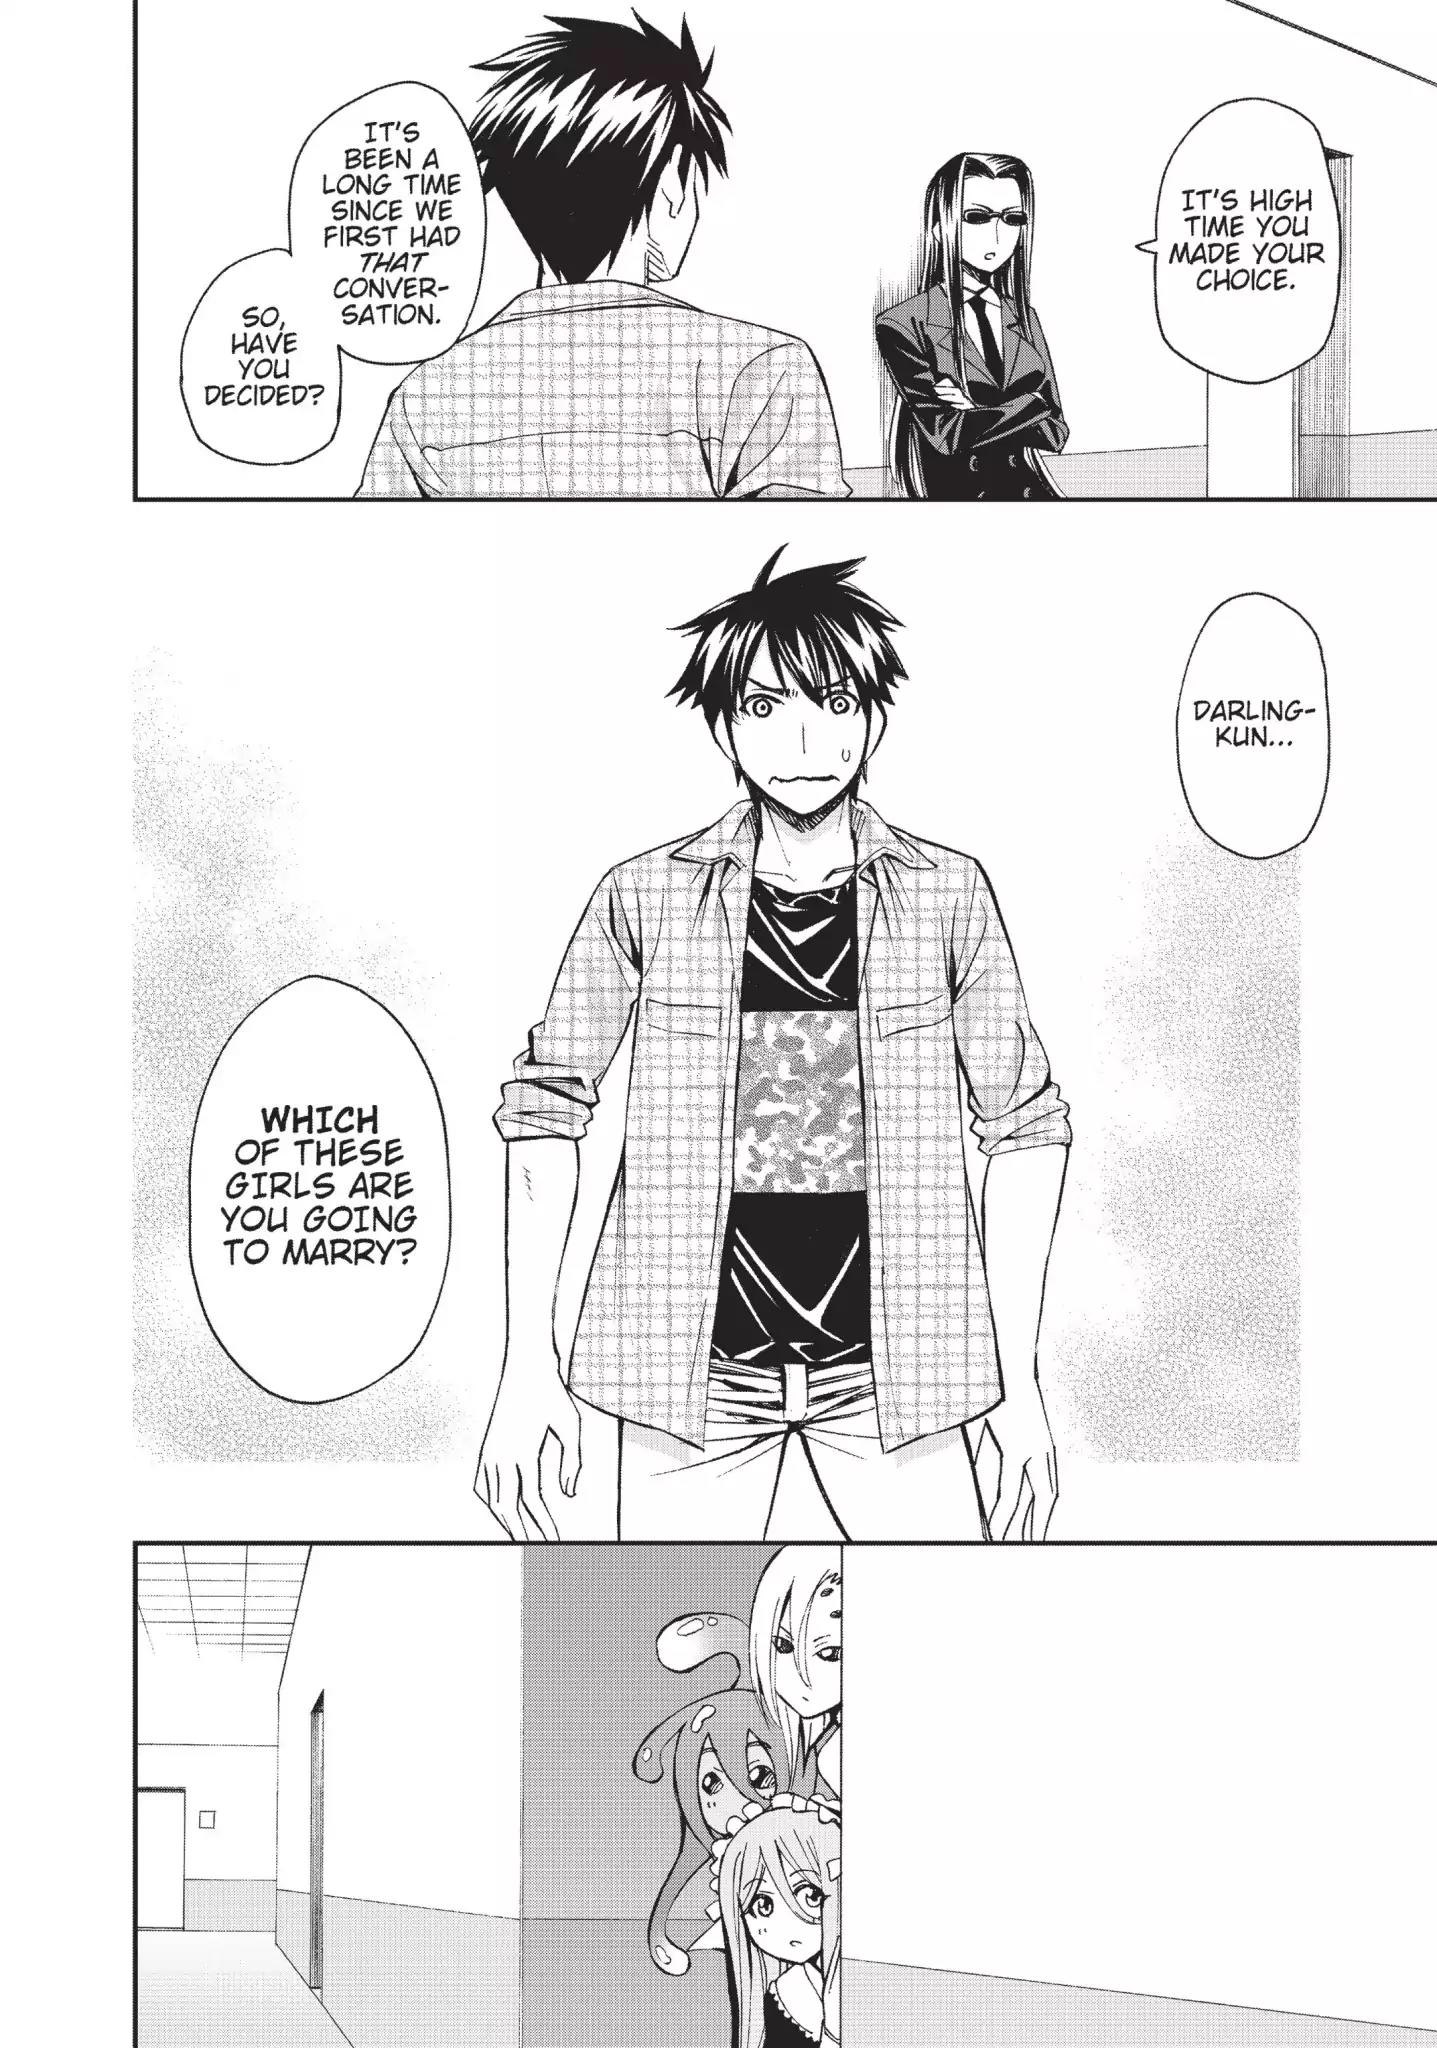 IT'S HIGH
TIME YOU
MADE YOUR
CHOICE.
IT'S
BEEN A
LONG TIME
SINCE WE
FIRST HAD
THAT
CONVER-
SATION.
SO,
HAVE
YOU
DECIDED?
DARLING-
KUN...
WHICH
OF THESE
GIRLS ARE
YOU GOING
TO MARRY?